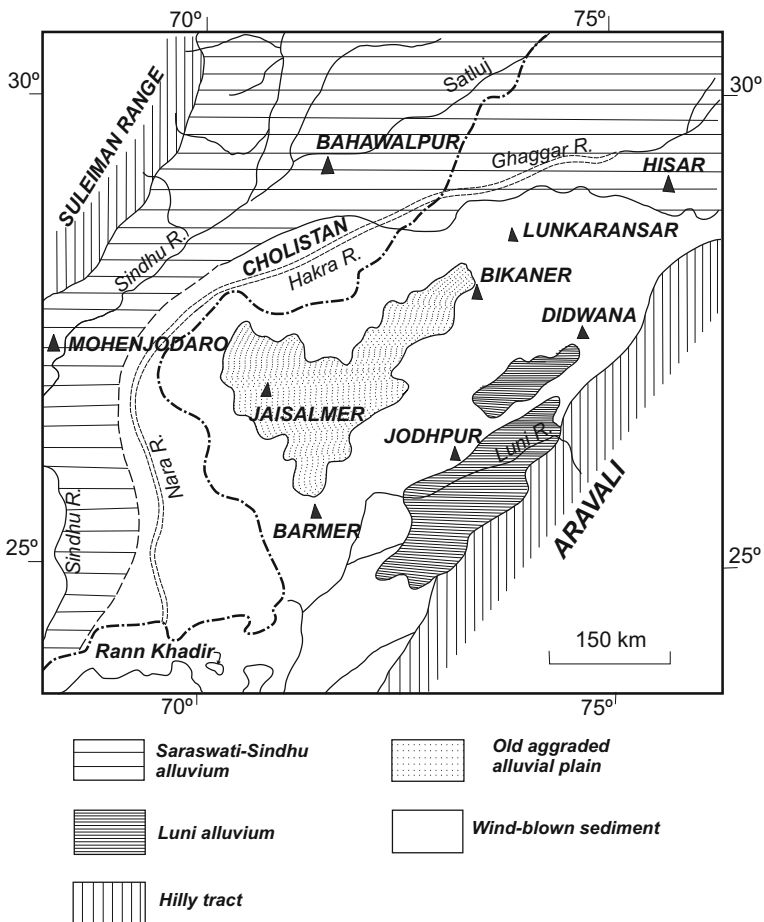 70º
75º
30º
30º
Satluj
SULEIMAN RANGE
BAHAWALPUR
Ghaggar R.
HISAR
LUNKARANSAR
CHOLISTAN
Sindhu R.
Hakra R.
BIKANER
DIDWANA
MOHENJODARO
JAISALMER
JODHPUR
Luni R.
Nara R.
ARAVALI
BARMER
Sindhu R.
25º
25º
Rann Khadir
150 km
70º
75º
Saraswati-Sindhu
alluvium
Old aggraded
alluvial plain
Luni alluvium
Wind-blown sediment
Hilly tract